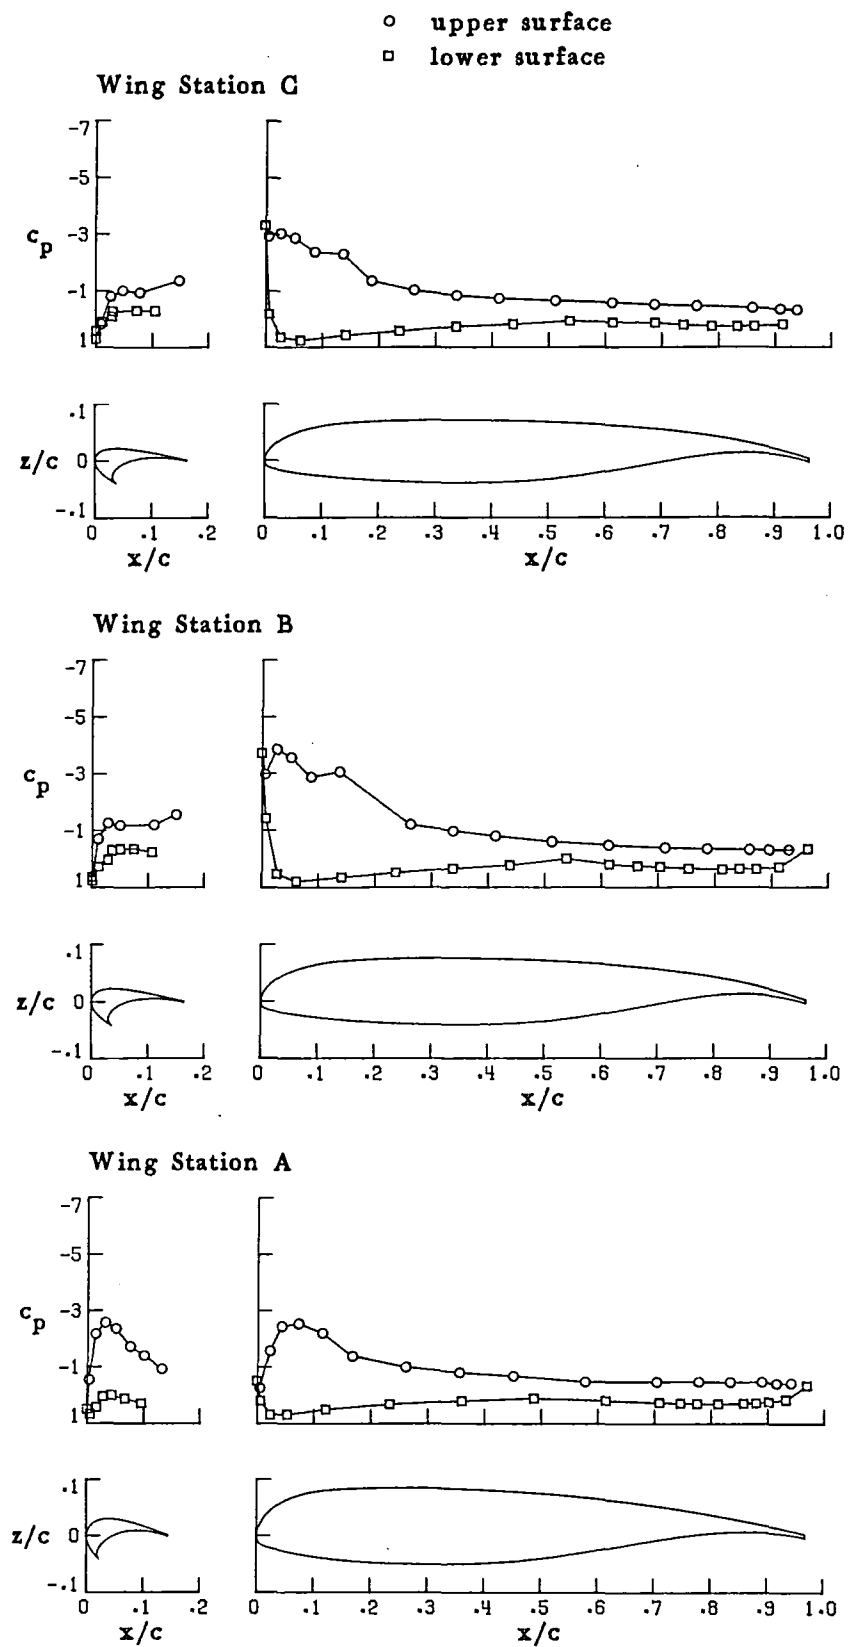 upper surface
lower surface
Wing Station C
-7
-5
-3
cp
-1
1
.1
z/c 0
-.1
0 .1 .2 0 .1 .2 .3 .4 .5 .6 .7 .8 .9 1.0
x/c x/c
Wing Station B
-7
-5
-3
cp
-1
1
.1
z/c 0
-.1
0 .1 .2 0 .1 .2 .3 .4 .5 .6 .7 .8 .9 1.0
x/c x/c
Wing Station A
-7
-5
-3
cp
-1
1
.1
z/c 0
-.1
0 .1 .2 0 .1 .2 .3 .4 .5 .6 .7 .8 .9 1.0
x/c x/c